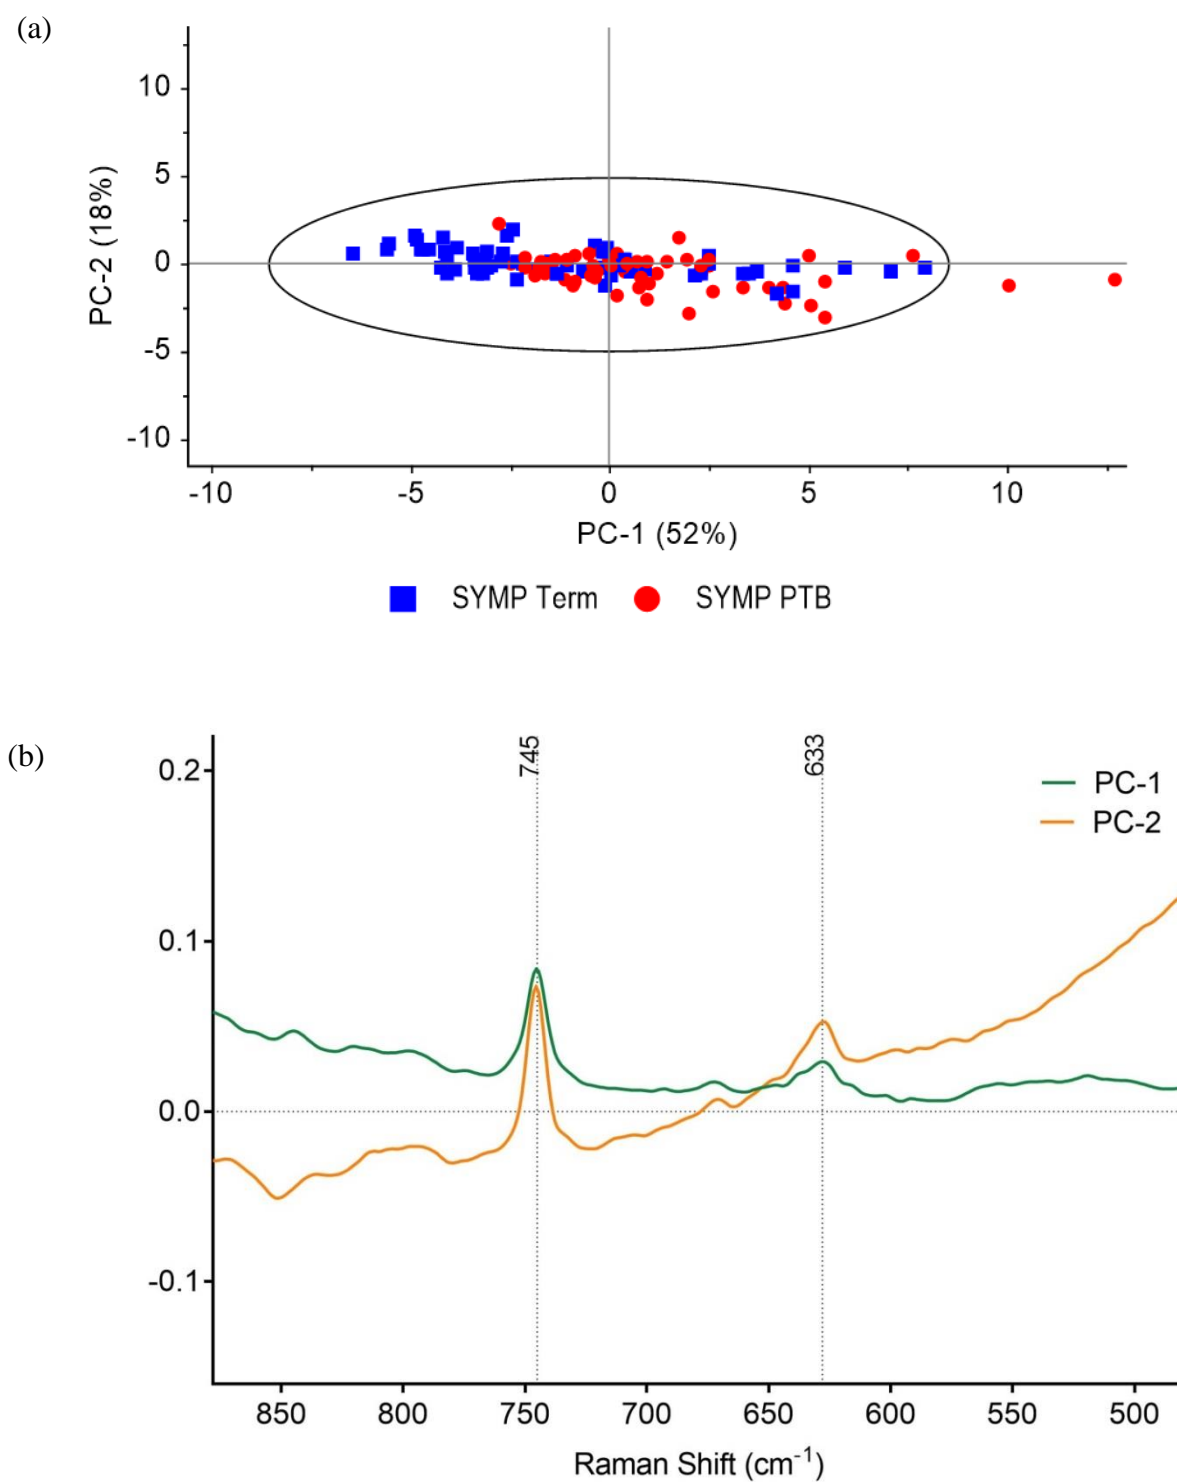 (a)
10
5
0
-5
-10
PC-2 (18%)
-10 -5 0 5 10
PC-1 (52%)
SYMP Term SYMP PTB
(b)
745 633
0.2
0.1
0.0
-0.1
PC-1
PC-2
850 800 750 700 650 600 550 500
Raman Shift (cm⁻¹)